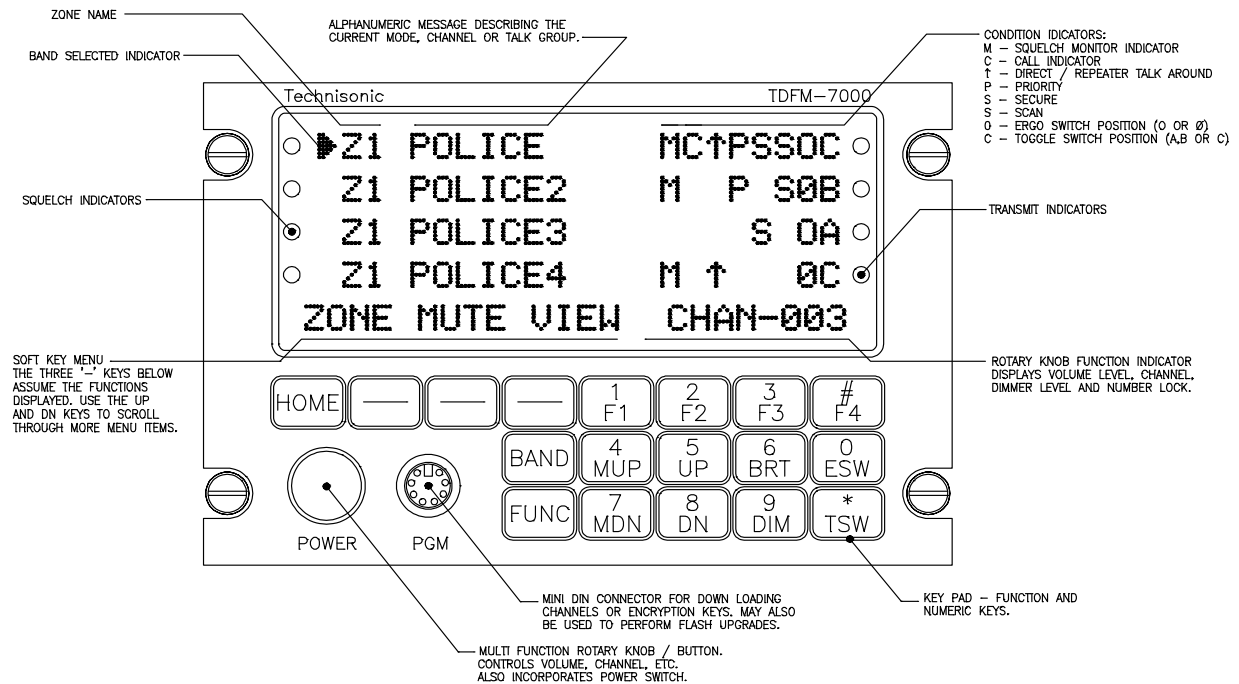 ZONE NAME
BAND SELECTED INDICATOR
ALPHANUMERIC MESSAGE DESCRIBING THE
CURRENT MODE, CHANNEL OR TALK GROUP.
CONDITION IDICATORS:
M – SQUELCH MONITOR INDICATOR
C – CALL INDICATOR
↑ – DIRECT / REPEATER TALK AROUND
P – PRIORITY
S – SECURE
S – SCAN
O – ERGO SWITCH POSITION (O OR Ø)
C – TOGGLE SWITCH POSITION (A,B OR C)
Technisonic TDFM-7000
Z1 POLICE MC↑PSSOC
Z1 POLICE2 M P SØB
Z1 POLICE3 S OA
Z1 POLICE4 M ↑ ØC
ZONE MUTE VIEW CHAN-ØØ3
SQUELCH INDICATORS
TRANSMIT INDICATORS
SOFT KEY MENU
THE THREE '–' KEYS BELOW
ASSUME THE FUNCTIONS
DISPLAYED. USE THE UP
AND DN KEYS TO SCROLL
THROUGH MORE MENU ITEMS.
ROTARY KNOB FUNCTION INDICATOR
DISPLAYS VOLUME LEVEL, CHANNEL,
DIMMER LEVEL AND NUMBER LOCK.
HOME — — — 1 2 3 #
F1 F2 F3 F4
BAND 4 5 6 0
MUP UP BRT ESW
FUNC 7 8 9 *
MDN DN DIM TSW
POWER PGM
MINI DIN CONNECTOR FOR DOWN LOADING
CHANNELS OR ENCRYPTION KEYS. MAY ALSO
BE USED TO PERFORM FLASH UPGRADES.
KEY PAD – FUNCTION AND
NUMERIC KEYS.
MULTI FUNCTION ROTARY KNOB / BUTTON.
CONTROLS VOLUME, CHANNEL, ETC.
ALSO INCORPORATES POWER SWITCH.